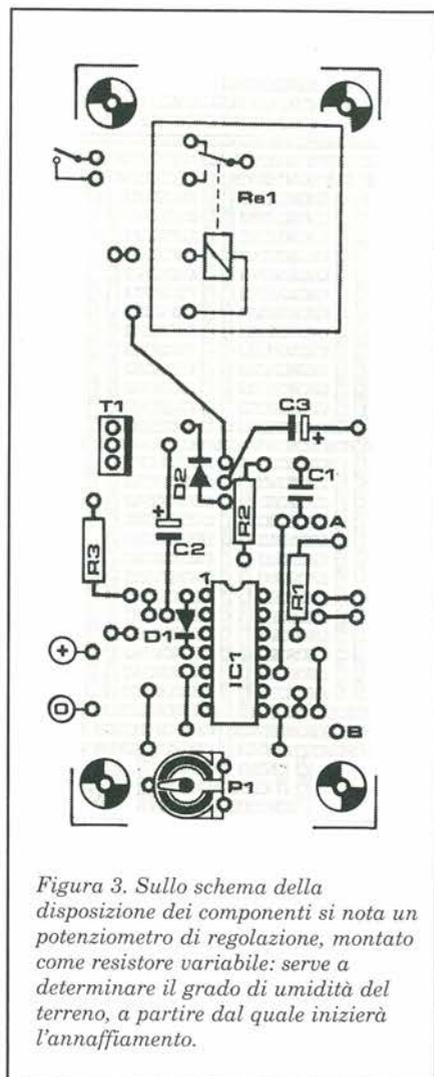 Re1
T1
C3
+
D2
C1
+
R2
A
C2
R3
R1
1
D1
+
IC1
0
B
P1
Figura 3. Sullo schema della
disposizione dei componenti si nota un
potenziometro di regolazione, montato
come resistore variabile: serve a
determinare il grado di umidità del
terreno, a partire dal quale inizierà
l'annaffiamento.